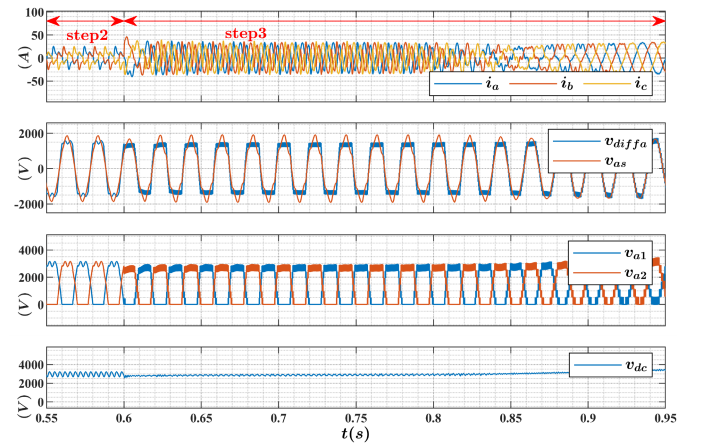 100
50
0
-50
(A)
step2
step3
i_a i_b i_c
2000
0
-2000
(V)
v_diffa
v_as
4000
2000
0
(V)
v_a1
v_a2
4000
2000
0
(V)
v_dc
0.55 0.6 0.65 0.7 0.75 0.8 0.85 0.9 0.95
t(s)